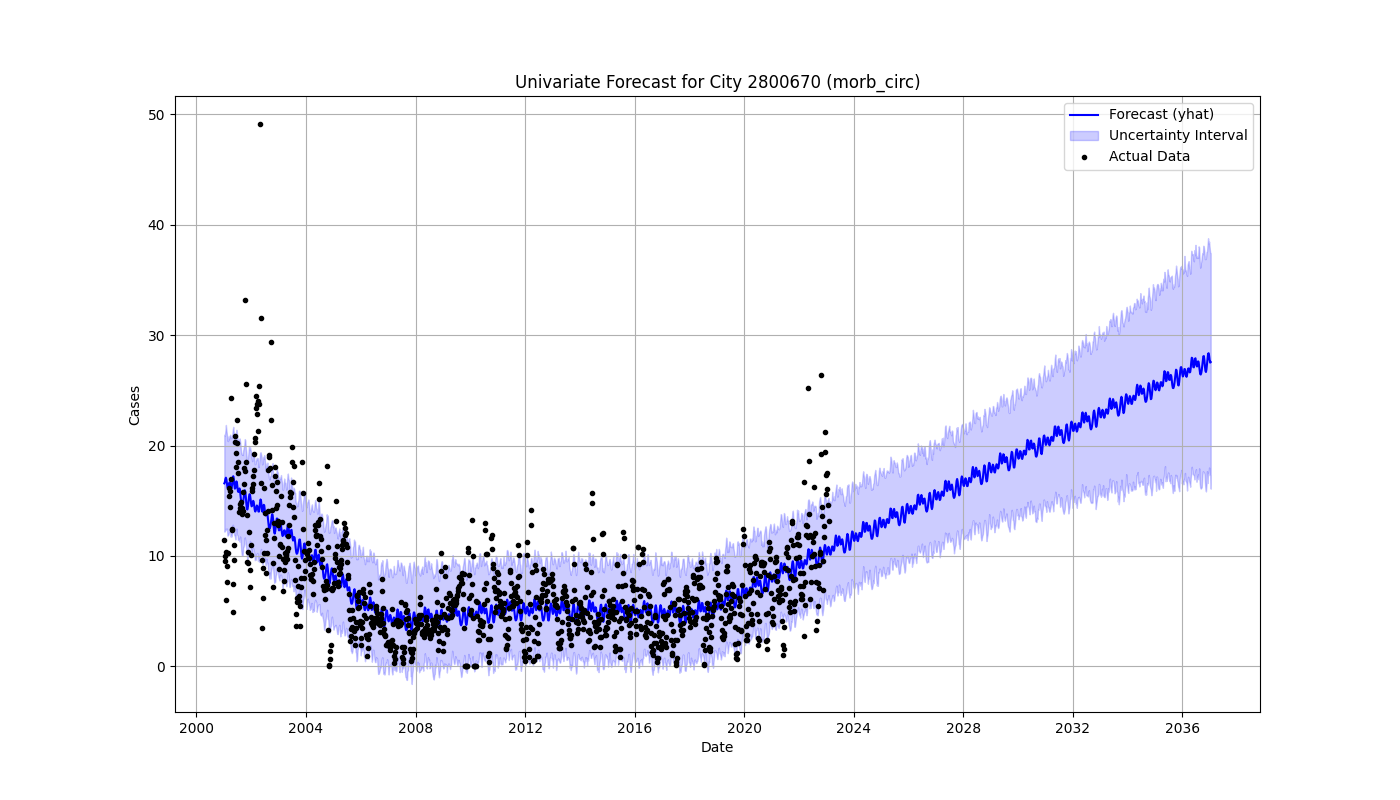 Univariate Forecast for City 2800670 (morb_circ)
Forecast (yhat)
Uncertainty Interval
Actual Data
Cases
50
40
30
20
10
0
2000 2004 2008 2012 2016 2020 2024 2028 2032 2036
Date